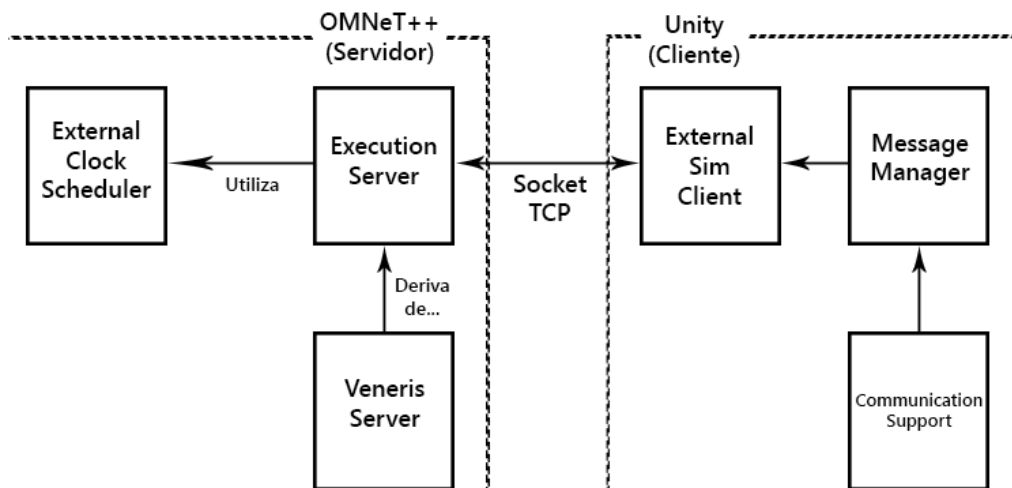 OMNeT++
(Servidor)
Unity
(Cliente)
External
Clock
Scheduler
Utiliza
Execution
Server
Socket
TCP
External
Sim
Client
Message
Manager
Deriva
de...
Veneris
Server
Communication
Support